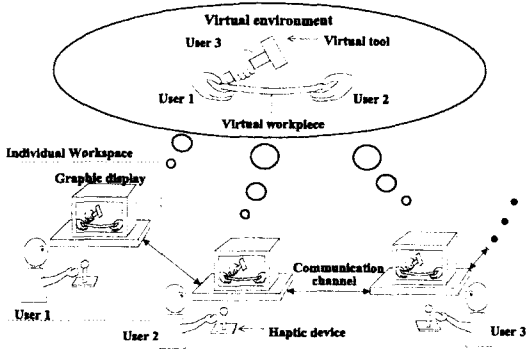 Virtual environment
User 3
Virtual tool
User 1
User 2
Virtual workpiece
Individual Workspace
Graphic display
Communication
channel
User 1
User 2
Haptic device
User 3